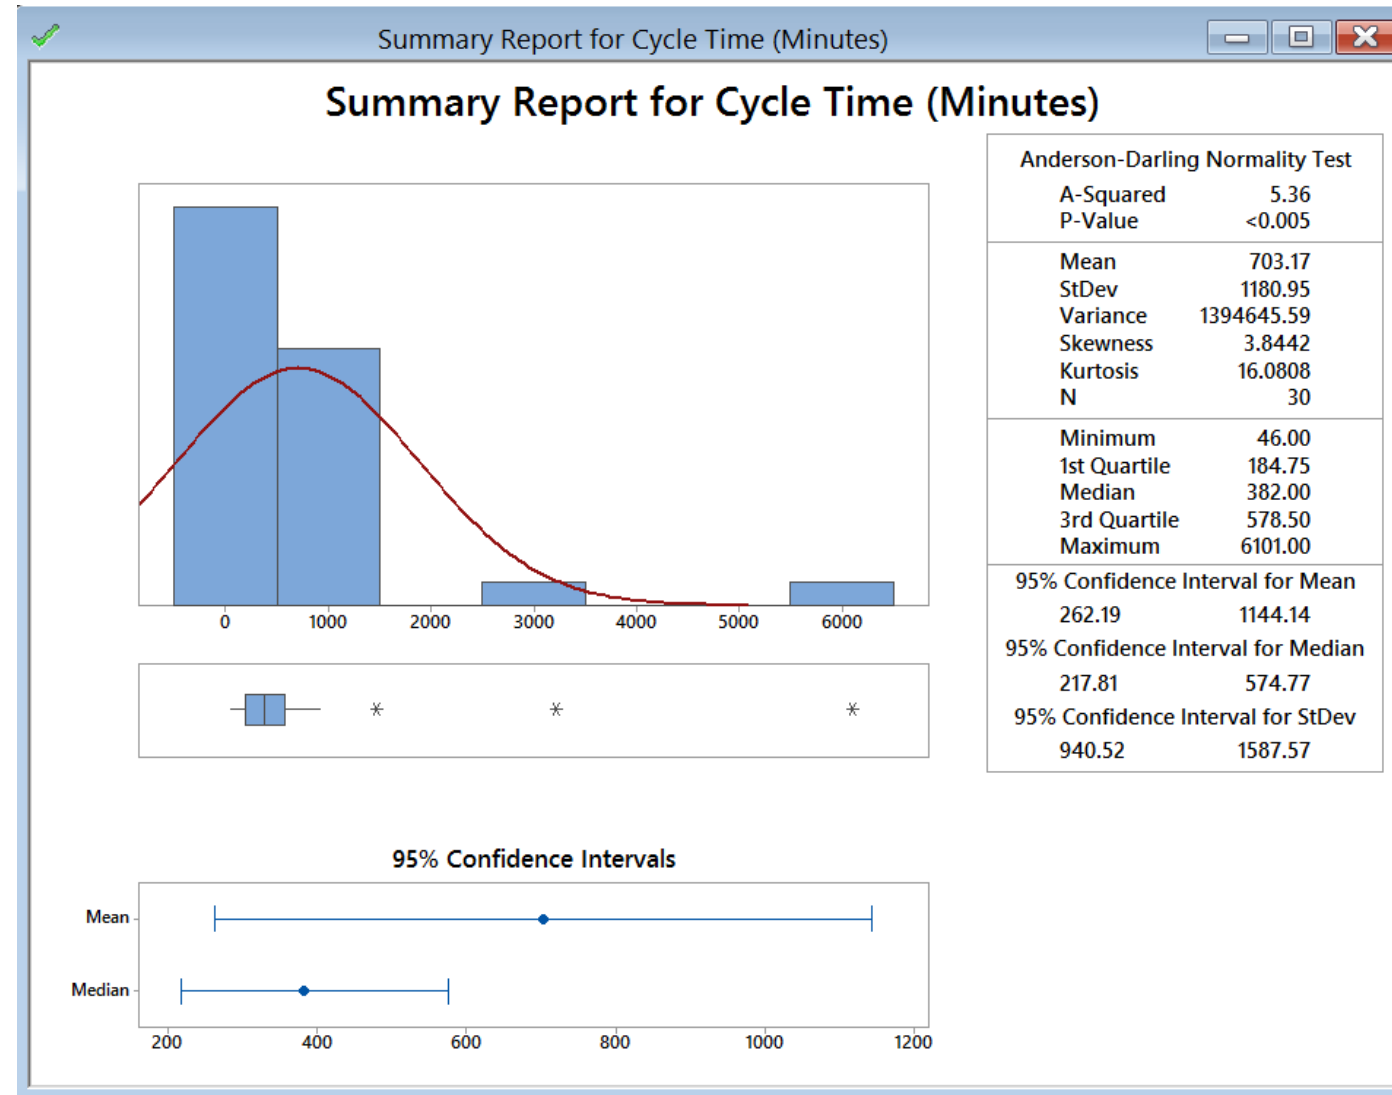 Summary Report for Cycle Time (Minutes)
Summary Report for Cycle Time (Minutes)
0 1000 2000 3000 4000 5000 6000
95% Confidence Intervals
Mean
Median
200 400 600 800 1000 1200
Anderson-Darling Normality Test
A-Squared 5.36
P-Value <0.005
Mean 703.17
StDev 1180.95
Variance 1394645.59
Skewness 3.8442
Kurtosis 16.0808
N 30
Minimum 46.00
1st Quartile 184.75
Median 382.00
3rd Quartile 578.50
Maximum 6101.00
95% Confidence Interval for Mean
262.19 1144.14
95% Confidence Interval for Median
217.81 574.77
95% Confidence Interval for StDev
940.52 1587.57